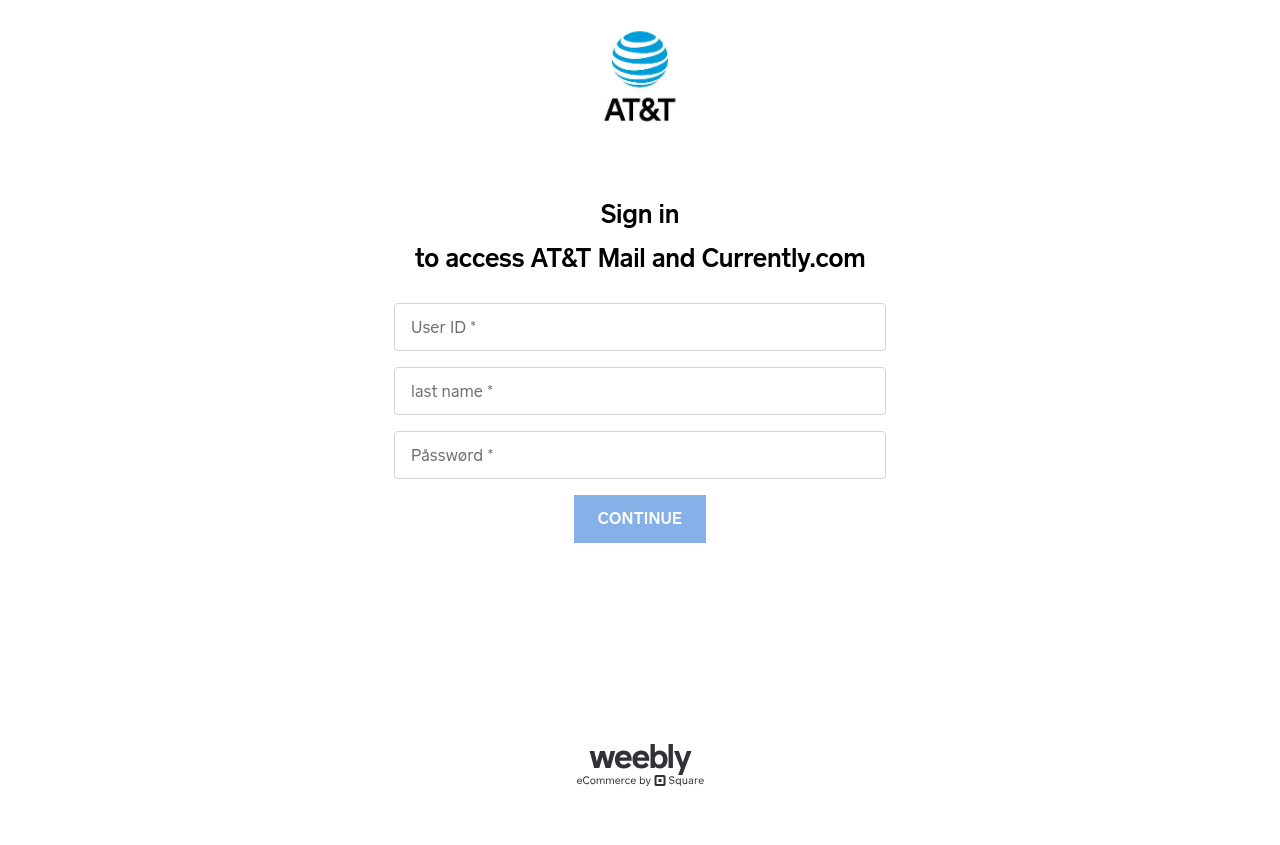 AT&T
Sign in
to access AT&T Mail and Currently.com
User ID *
last name *
Påsswørd *
CONTINUE
weebly
eCommerce by Square